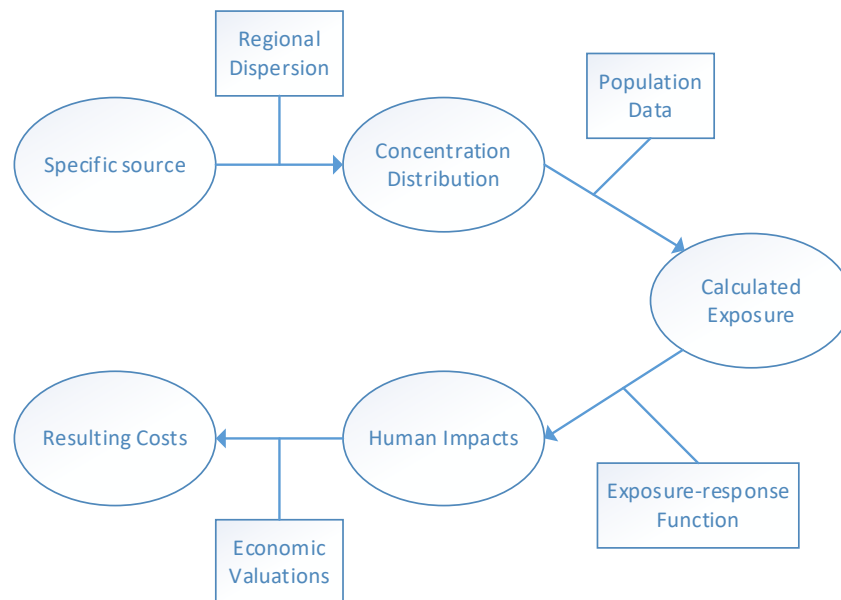 Regional
Dispersion
Population
Data
Specific source
Concentration
Distribution
Calculated
Exposure
Resulting Costs
Human Impacts
Exposure-response
Function
Economic
Valuations